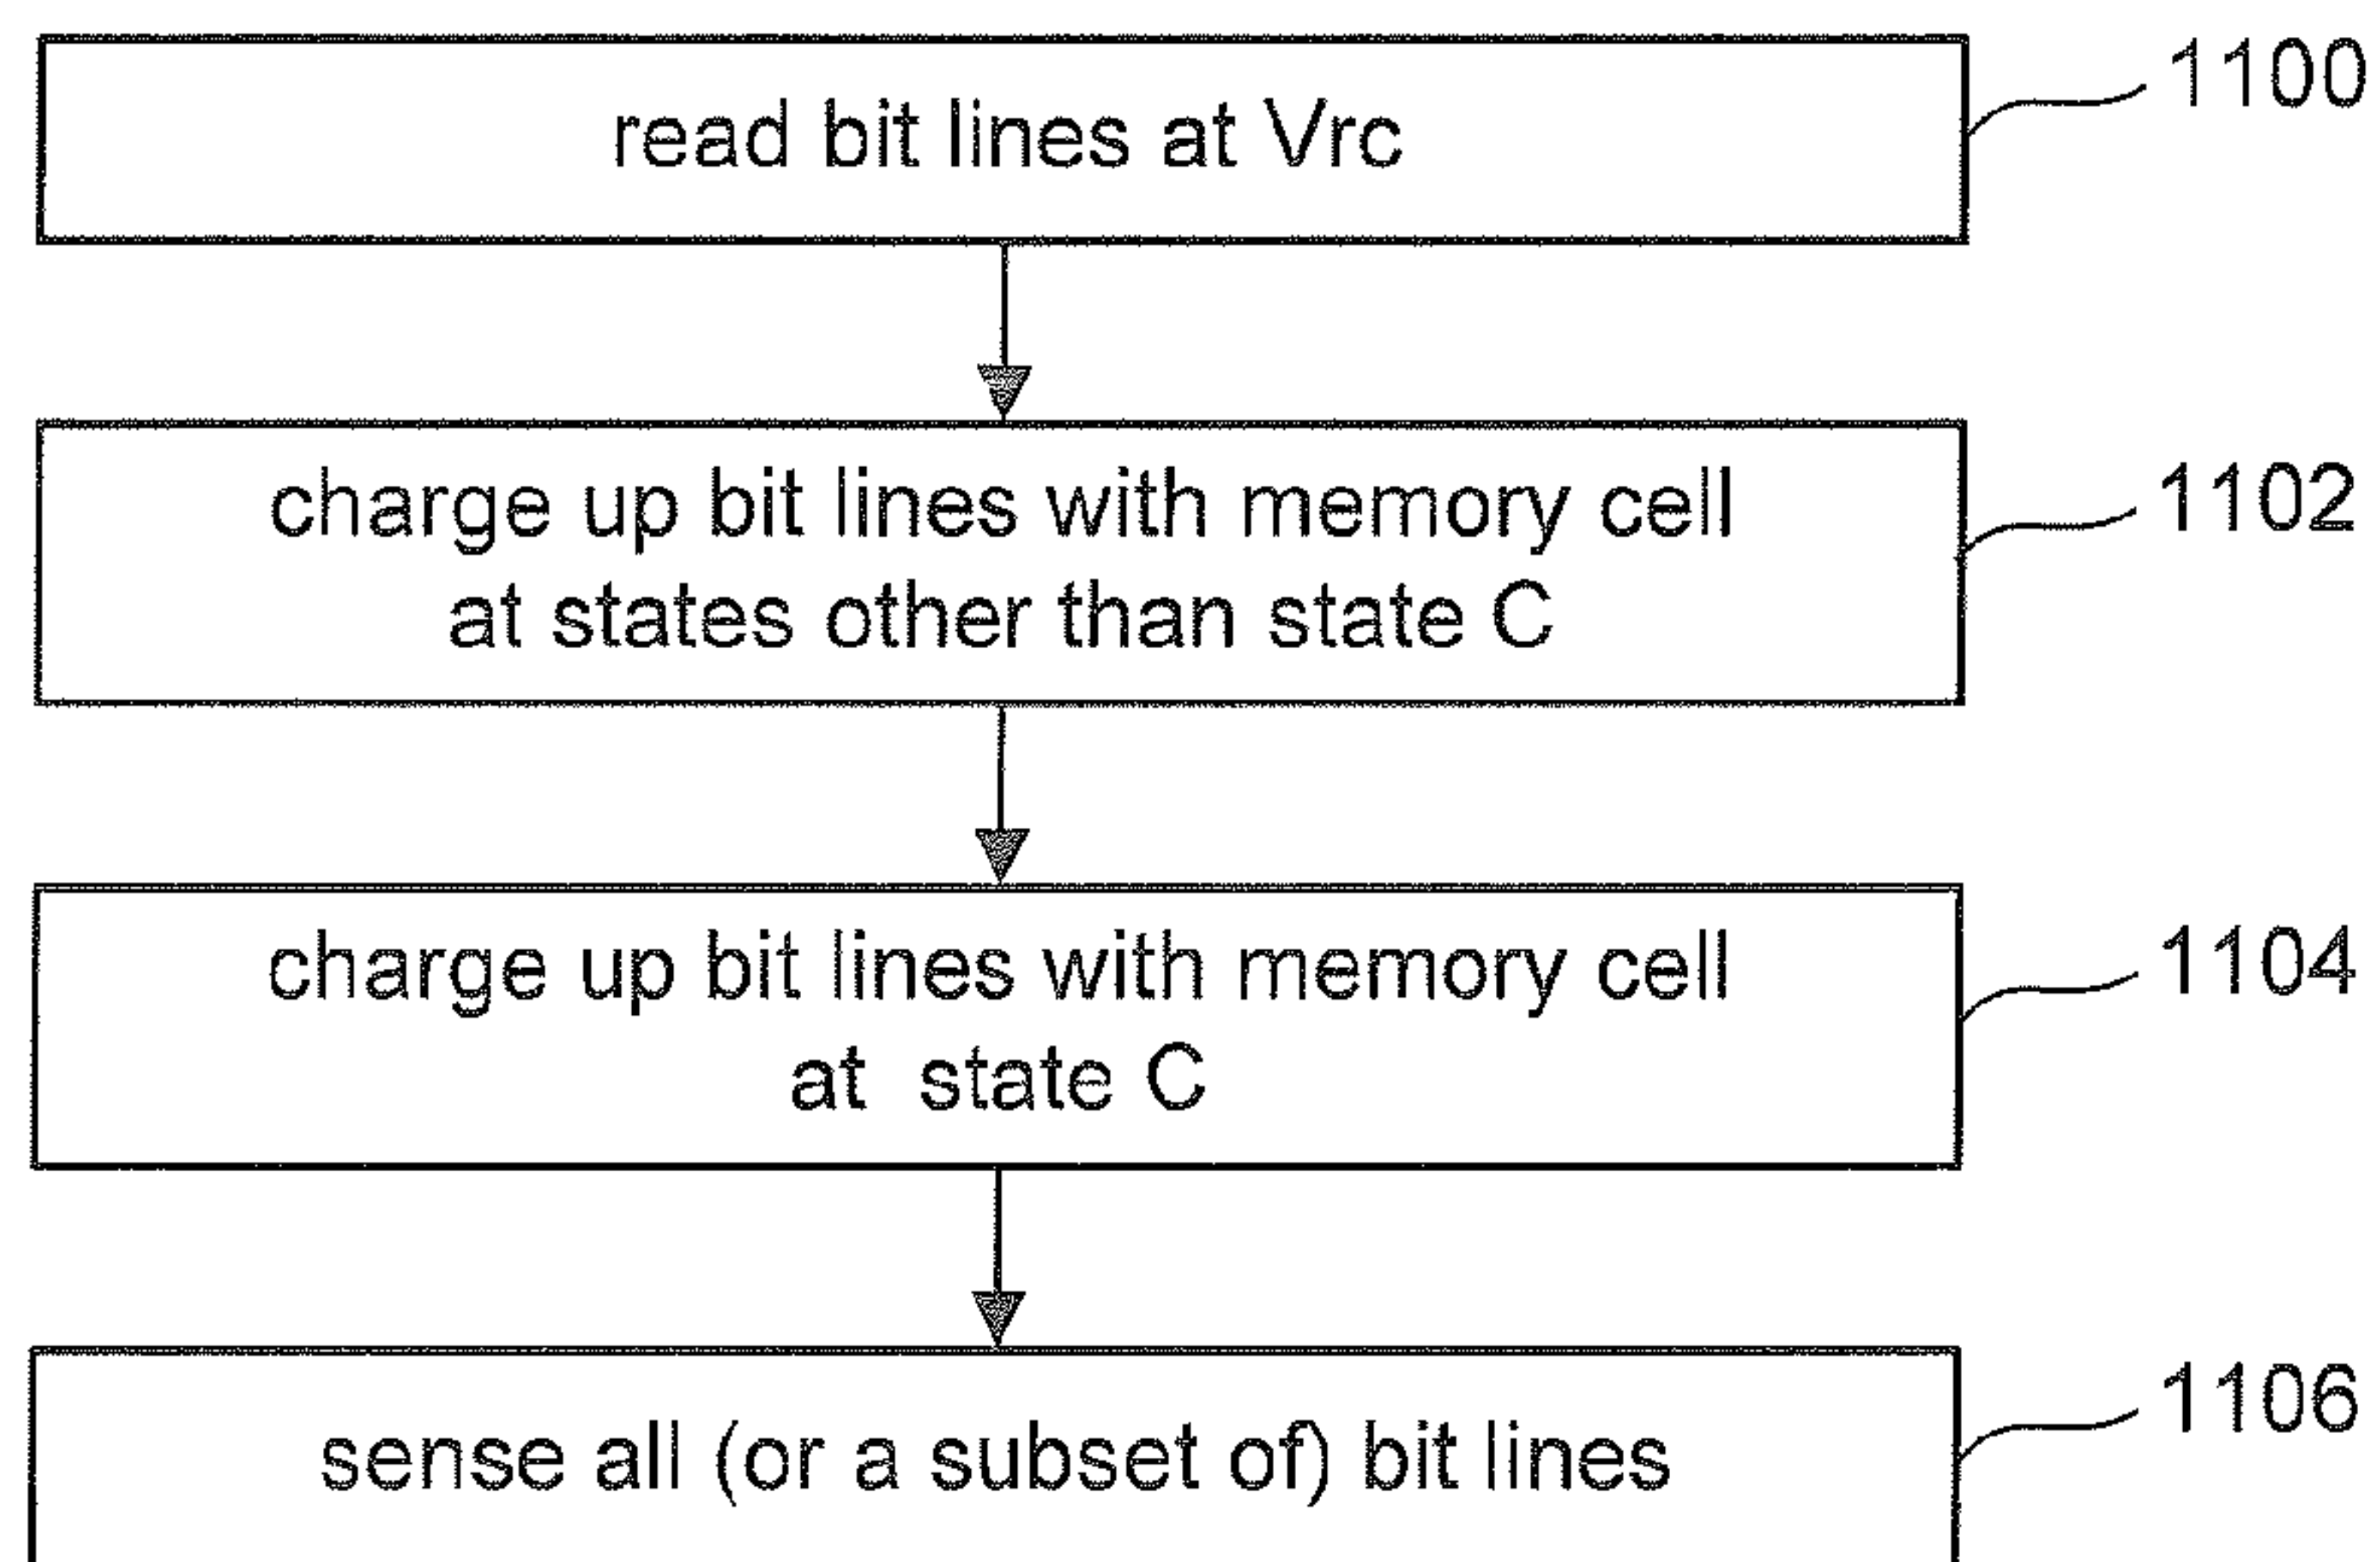 read bit lines at Vrc
1100
charge up bit lines with memory cell
at states other than state C
1102
charge up bit lines with memory cell
at state C
1104
sense all (or a subset of) bit lines
1106